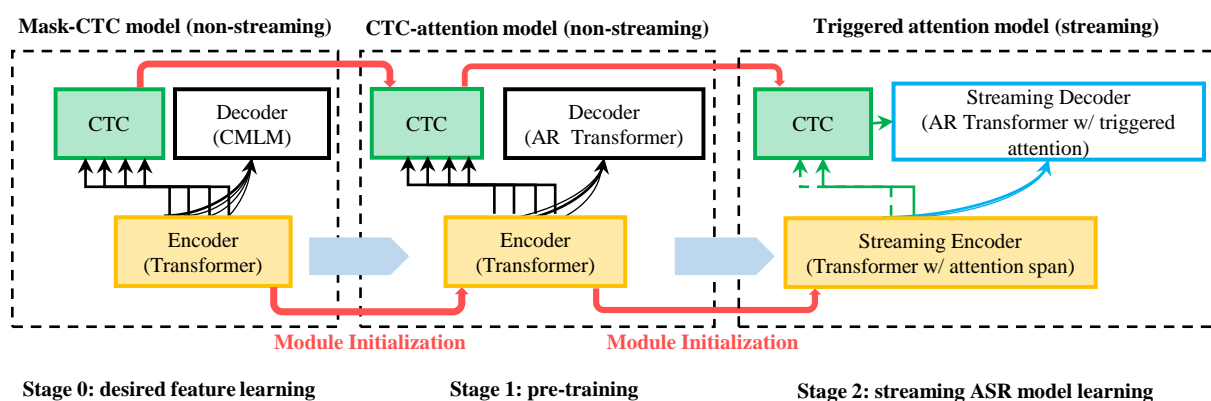 Mask-CTC model (non-streaming)
CTC-attention model (non-streaming)
Triggered attention model (streaming)
CTC
Decoder
(CMLM)
Encoder
(Transformer)
CTC
Decoder
(AR Transformer)
Encoder
(Transformer)
CTC
Streaming Decoder
(AR Transformer w/ triggered
attention)
Streaming Encoder
(Transformer w/ attention span)
Module Initialization
Module Initialization
Stage 0: desired feature learning
Stage 1: pre-training
Stage 2: streaming ASR model learning